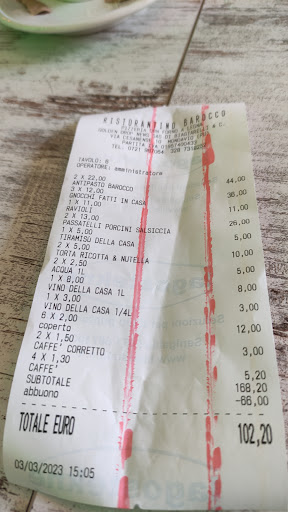 RISTORANTINO BAROCCO
TAVOLO: 8
OPERATORE: amministratore
2 X 22,00
ANTIPASTO BAROCCO 44,00
3 X 12,00
GNOCCHI FATTI IN CASA 36,00
1 X 11,00
RAVIOLI 11,00
2 X 13,00
PASSATELLI PORCINI SALSICCIA 26,00
1 X 5,00
TIRAMISÙ DELLA CASA 5,00
2 X 5,00
TORTA RICOTTA & NUTELLA 10,00
2 X 2,50
ACQUA 1L 5,00
1 X 8,00
VINO DELLA CASA 1L 8,00
1 X 3,00
VINO DELLA CASA 1/4L 3,00
6 X 2,00
coperto 12,00
2 X 1,50
CAFFE' CORRETTO 3,00
4 X 1,30
CAFFE' 5,20
SUBTOTALE 168,20
abbuono -66,00
TOTALE EURO 102,20
03/03/2023 15:05